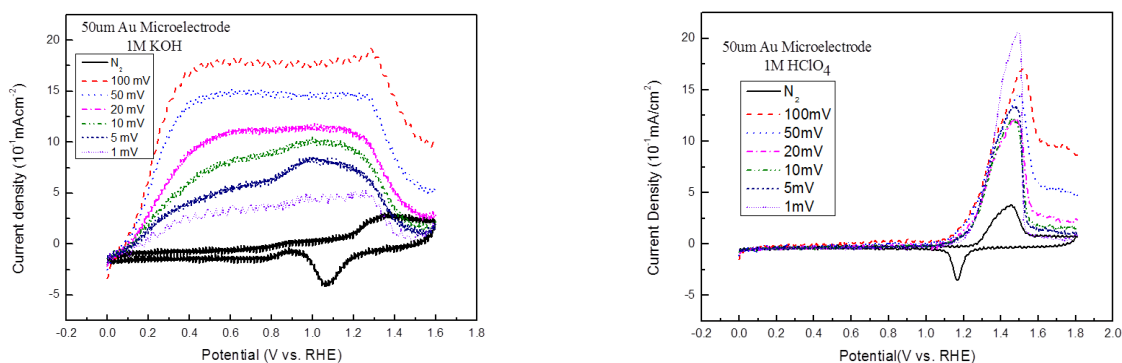 50um Au Microelectrode
1M KOH
N2
100 mV
50 mV
20 mV
10 mV
5 mV
1 mV
20
15
10
5
0
-5
Current density (10-1mAcm-2)
-0.2 0.0 0.2 0.4 0.6 0.8 1.0 1.2 1.4 1.6 1.8
Potential (V vs. RHE)
50um Au Microelectrode
1M HClO4
N2
100mV
50mV
20mV
10mV
5mV
1mV
20
15
10
5
0
-5
Current Density (10-1mA/cm2)
-0.2 0.0 0.2 0.4 0.6 0.8 1.0 1.2 1.4 1.6 1.8 2.0
Potential(V vs. RHE)